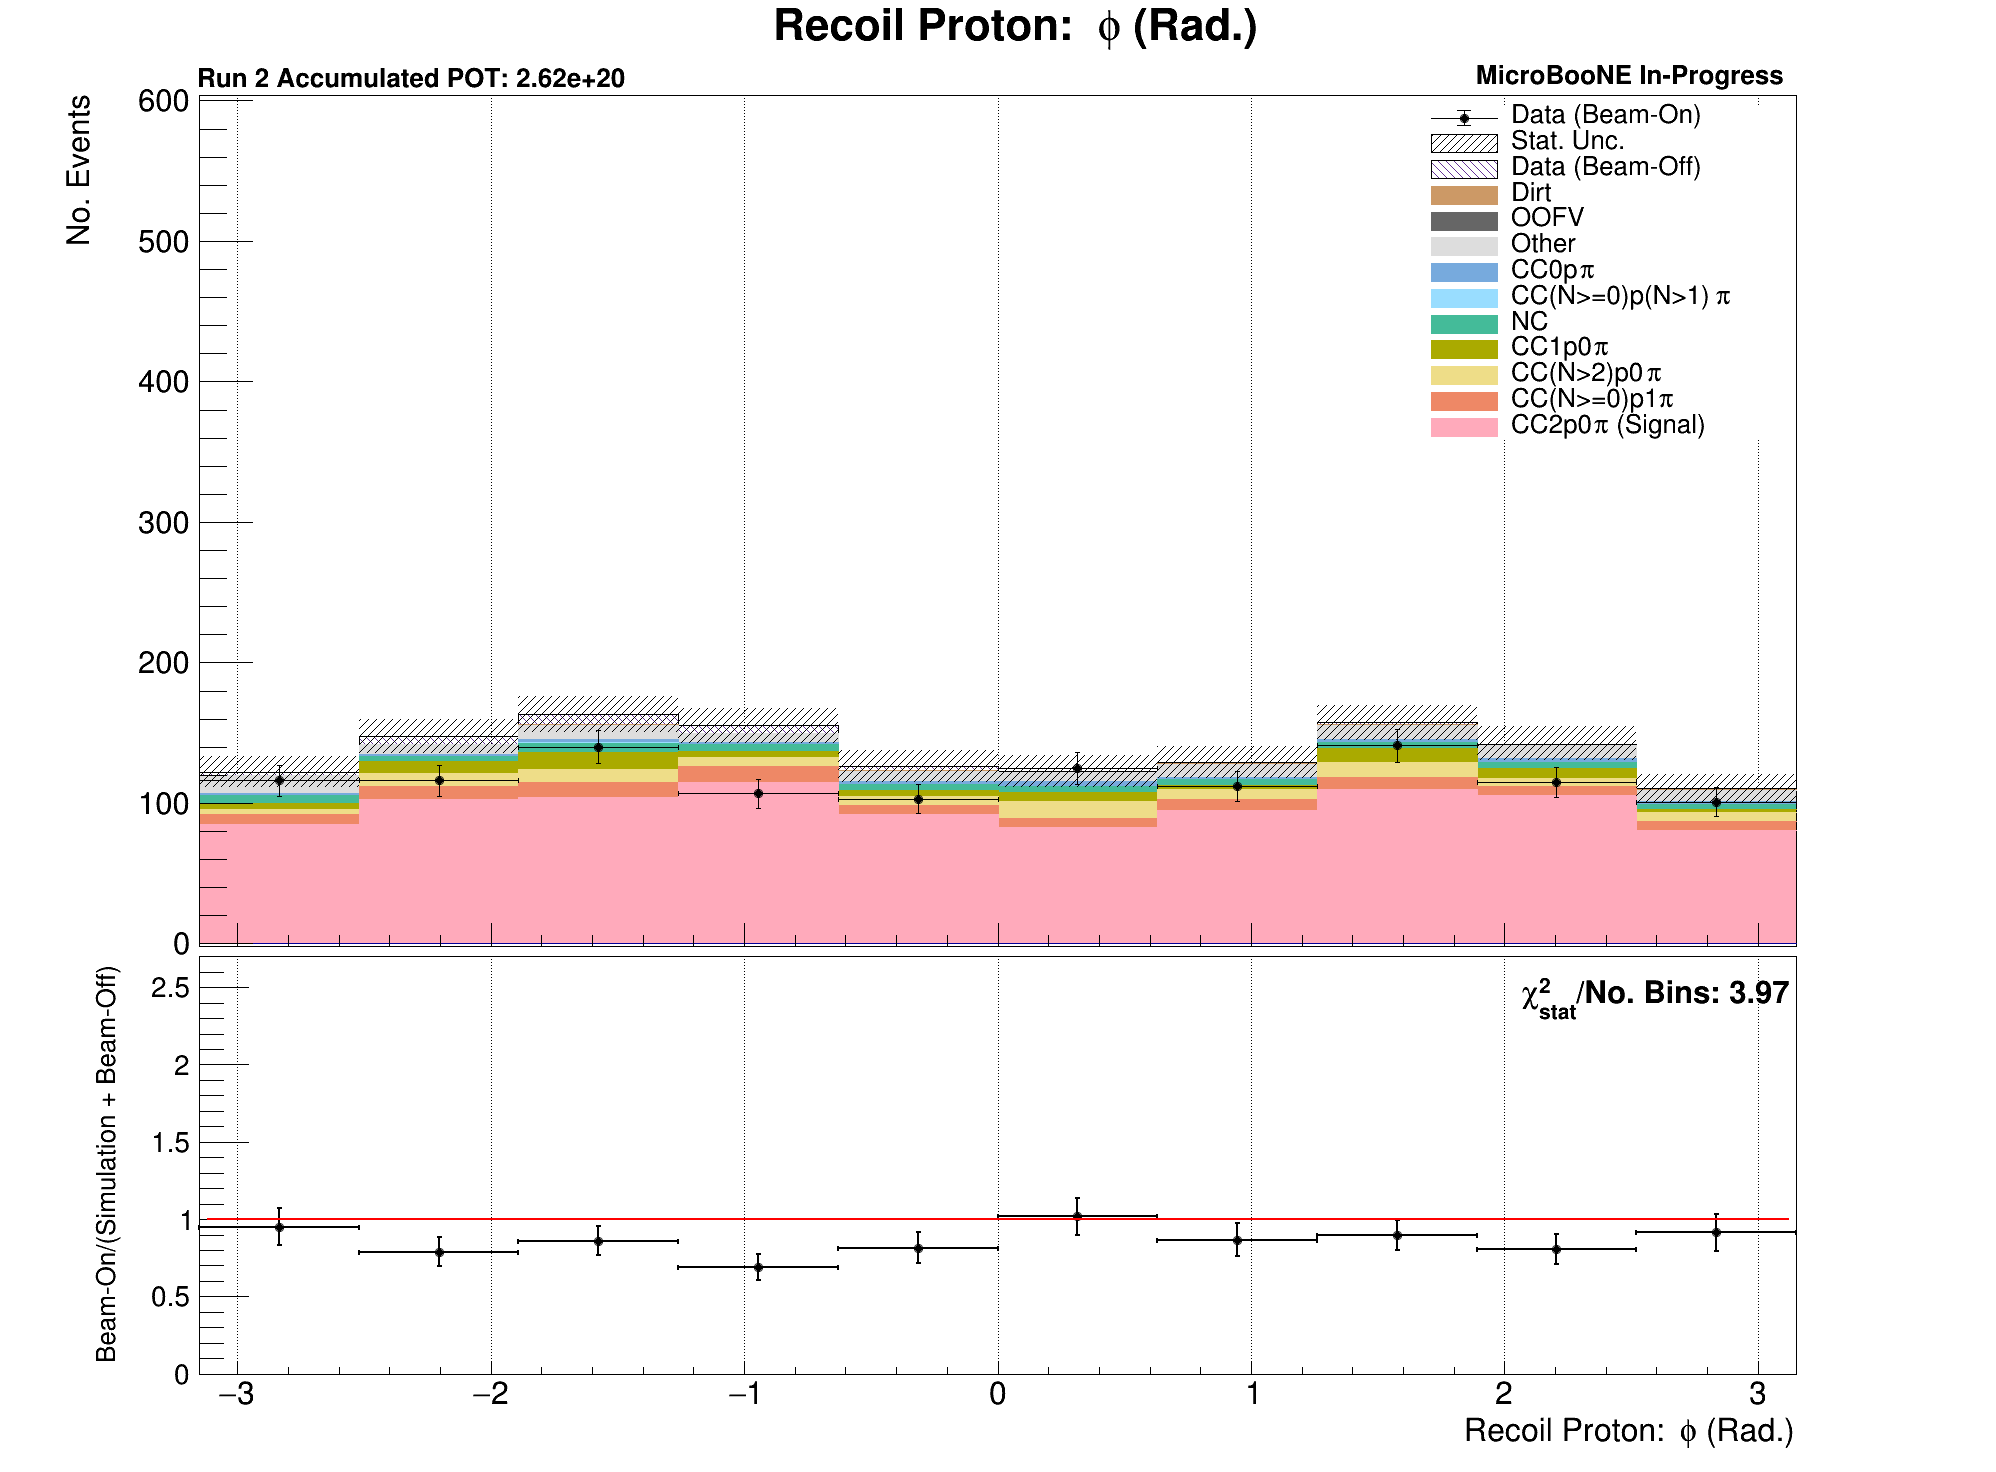 Recoil Proton: ϕ (Rad.)
Run 2 Accumulated POT: 2.62e+20
MicroBooNE In-Progress
No. Events
600
500
400
300
200
100
0
Data (Beam-On)
Stat. Unc.
Data (Beam-Off)
Dirt
OOFV
Other
CC0pπ
CC(N>=0)p(N>1) π
NC
CC1p0π
CC(N>2)p0π
CC(N>=0)p1π
CC2p0π (Signal)
Beam-On/(Simulation + Beam-Off)
2.5
2
1.5
1
0.5
0
χ²stat/No. Bins: 3.97
−3 −2 −1 0 1 2 3
Recoil Proton: ϕ (Rad.)